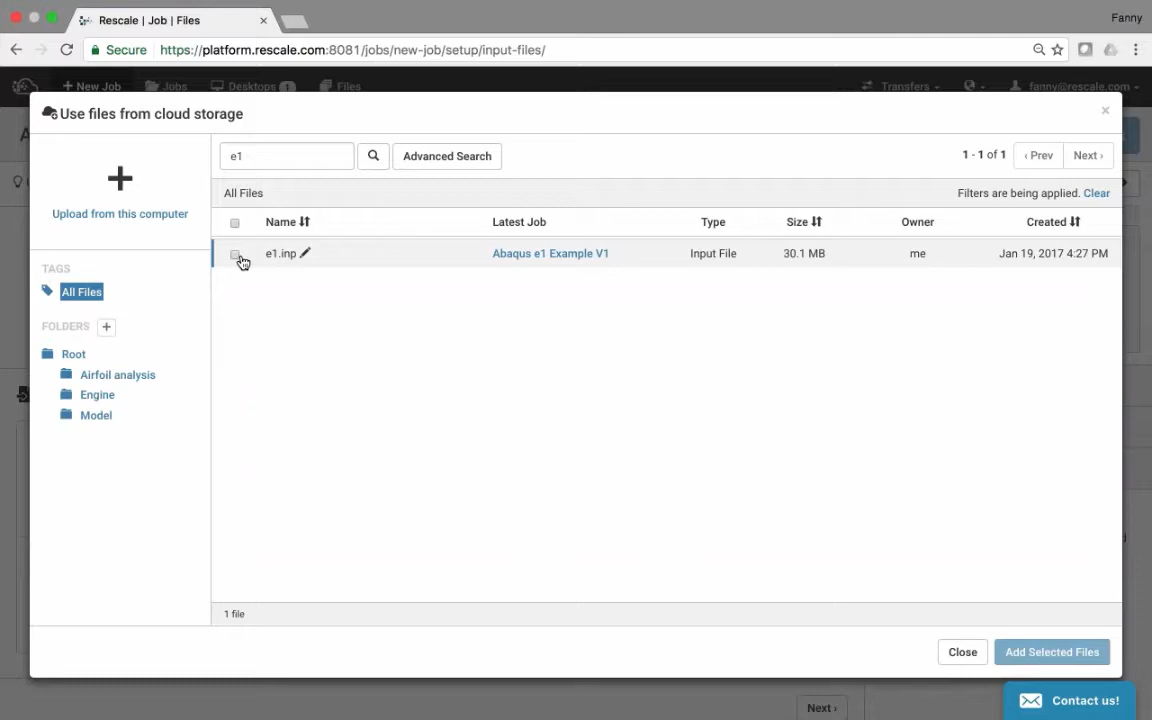 Rescale | Job | Files
Fanny
Secure https://platform.rescale.com:8081/jobs/new-job/setup/input-files/
New Job Jobs Desktops 1 Files Transfers fanny@rescale.com
Use files from cloud storage
×
Upload from this computer
e1
Advanced Search
1 - 1 of 1
‹ Prev
Next ›
All Files
Filters are being applied. Clear
Name Latest Job Type Size Owner Created
e1.inp Abaqus e1 Example V1 Input File 30.1 MB me Jan 19, 2017 4:27 PM
TAGS
All Files
FOLDERS +
Root
Airfoil analysis
Engine
Model
1 file
Close
Add Selected Files
Next ›
Contact us!